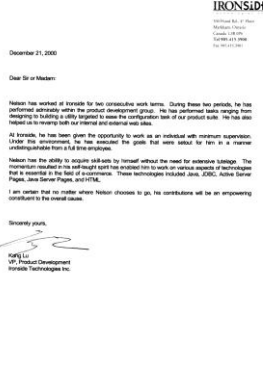 IRONSIDE
December 21, 2000
Dear Sir or Madam:
Nelson has worked at Ironside for two consecutive work terms. During these two periods, he has
performed admirably within the product development group. He has performed tasks ranging from
designing to building a utility targeted to ease the configuration task of our product suite. He has also
helped us to revamp both our internal and external web sites.
At Ironside, he has been given the opportunity to work as an individual with minimum supervision.
Under this environment, he has executed the goals that were setout for him in a manner
undistinguishable from a full time employee.
Nelson has the ability to acquire skill-sets by himself without the need for extensive tutelage. The
momentum resulted in his self-taught spirit has enabled him to work on various aspects of technologies
that is essential in the field of e-commerce. These technologies included Java, JDBC, Active Server
Pages, Java Server Pages, and HTML.
I am certain that no matter where Nelson chooses to go, his contributions will be an empowering
constituent to the overall cause.
Sincerely yours,
Kang Lu
VP, Product Development
Ironside Technologies Inc.